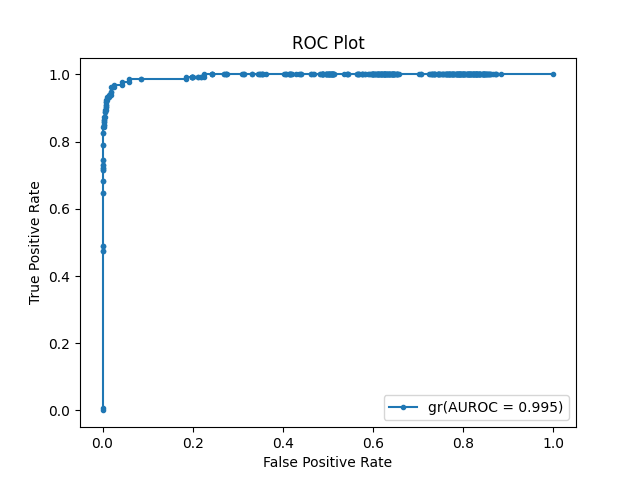 ROC Plot
1.0
0.8
0.6
0.4
0.2
0.0
True Positive Rate
gr(AUROC = 0.995)
0.0 0.2 0.4 0.6 0.8 1.0
False Positive Rate